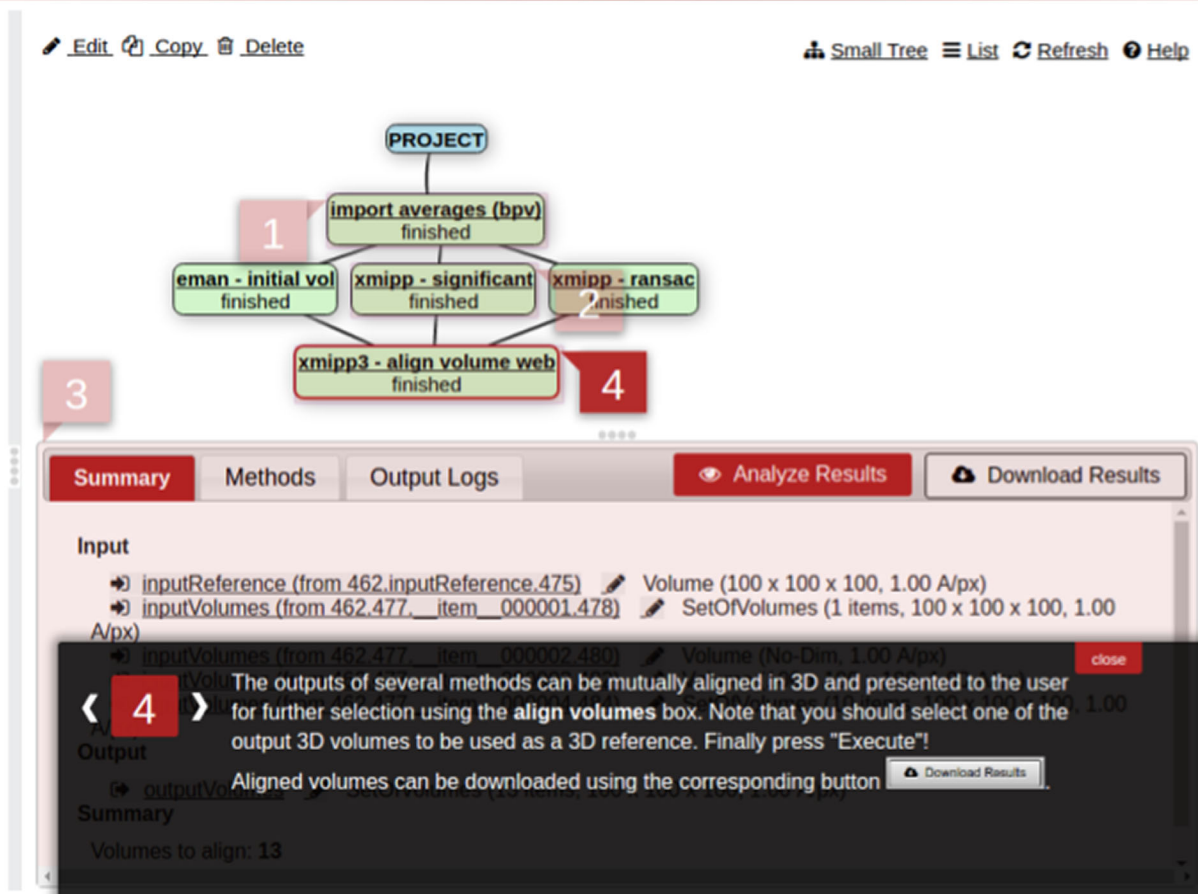 Edit Copy Delete
Small Tree List Refresh Help
PROJECT
1
import averages (bpv)
finished
eman - initial vol
finished
xmipp - significant
finished
xmipp - ransac
finished
2
xmipp3 - align volume web
finished
4
3
Summary Methods Output Logs Analyze Results Download Results
Input
inputReference (from 462.inputReference.475) Volume (100 x 100 x 100, 1.00 A/px)
inputVolumes (from 462.477.__item__000001.478) SetOfVolumes (1 items, 100 x 100 x 100, 1.00
A/px)
inputVolumes (from 462.477.__item__000002.480) Volume (No-Dim, 1.00 A/px)
close
4
The outputs of several methods can be mutually aligned in 3D and presented to the user
for further selection using the align volumes box. Note that you should select one of the
output 3D volumes to be used as a 3D reference. Finally press "Execute"!
Aligned volumes can be downloaded using the corresponding button Download Results .
Output
outputVolumes
Summary
Volumes to align: 13